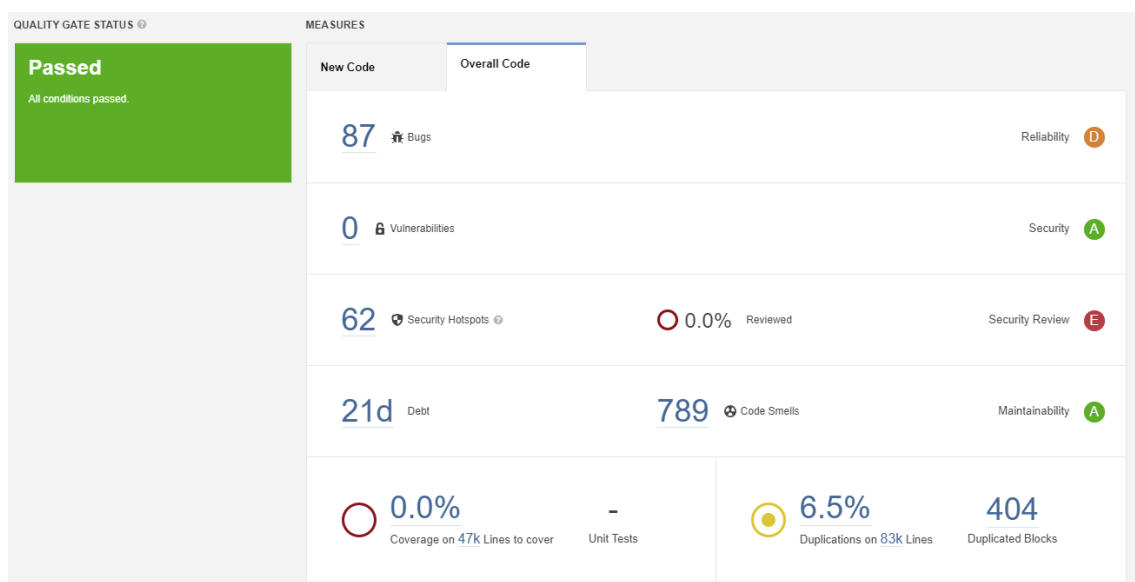 QUALITY GATE STATUS ?
MEASURES
Passed
All conditions passed.
New Code
Overall Code
87 Bugs
Reliability D
0 Vulnerabilities
Security A
62 Security Hotspots ?
0.0% Reviewed
Security Review E
21d Debt
789 Code Smells
Maintainability A
0.0%
Coverage on 47k Lines to cover
-
Unit Tests
6.5%
Duplications on 83k Lines
404
Duplicated Blocks